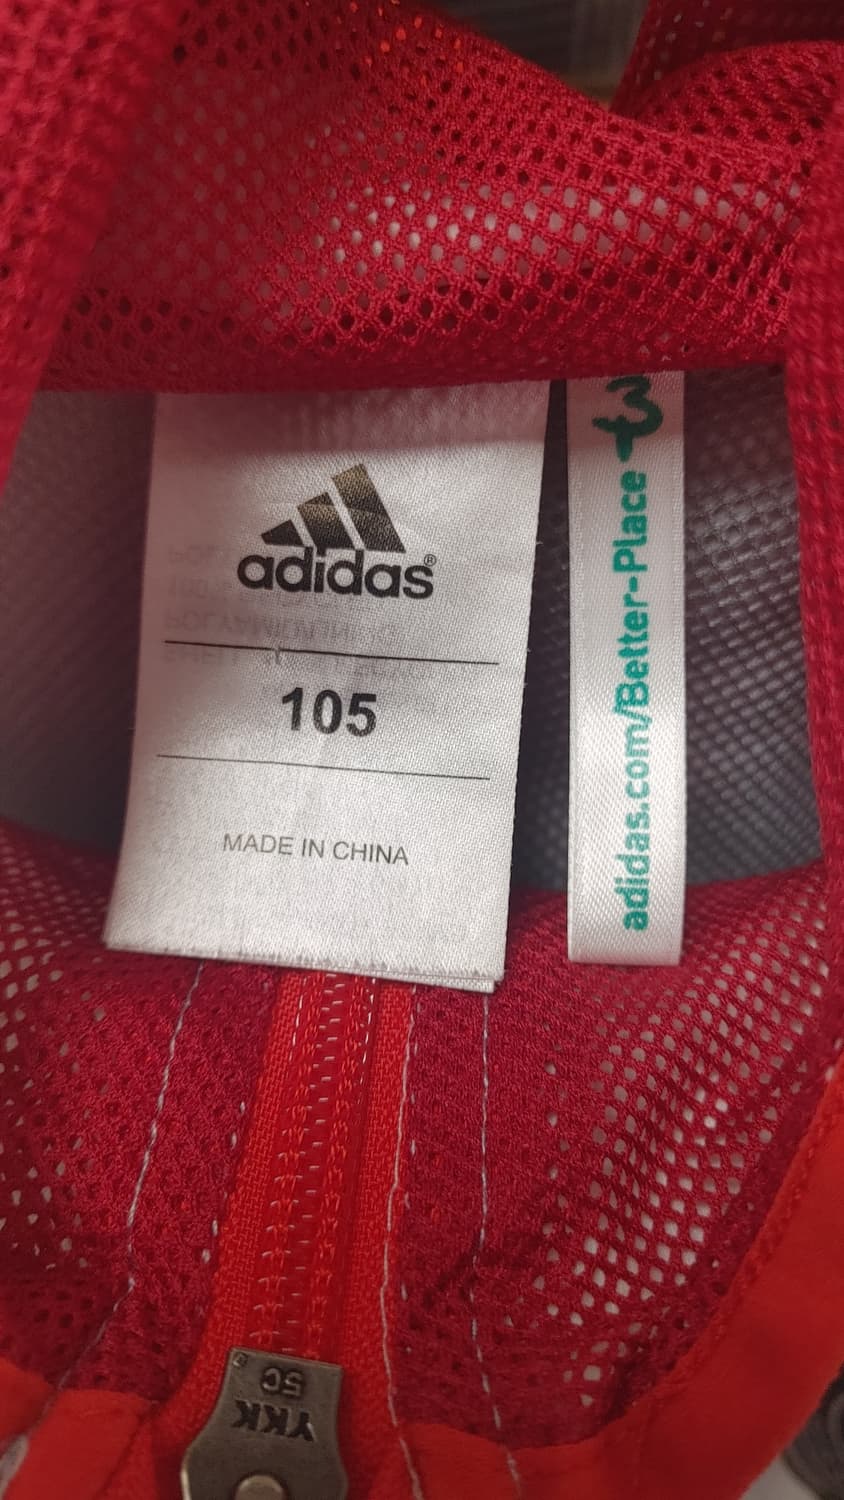 adidas®
105
MADE IN CHINA
adidas.com/Better-Place
5C
YKK